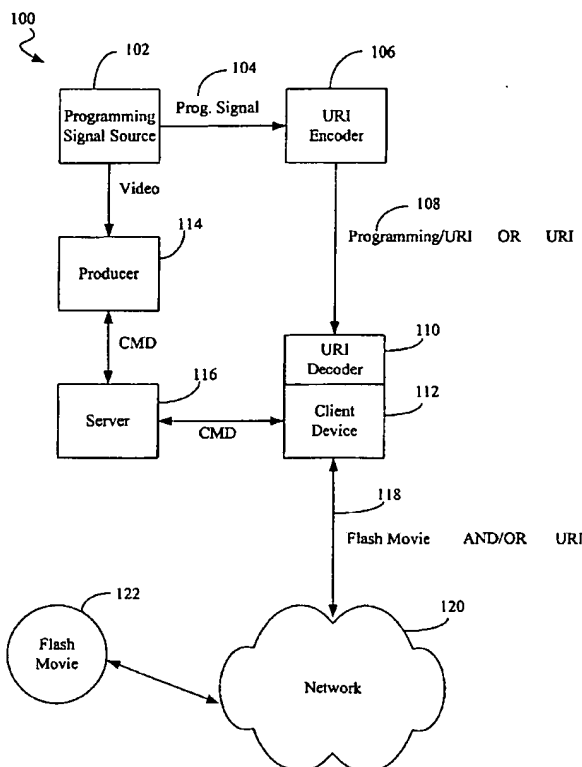 100
102
104
106
Programming
Signal Source
Prog. Signal
URI
Encoder
Video
108
Programming/URI OR URI
114
Producer
CMD
110
URI
Decoder
116
112
Server
Client
Device
CMD
118
Flash Movie AND/OR URI
122
120
Flash
Movie
Network